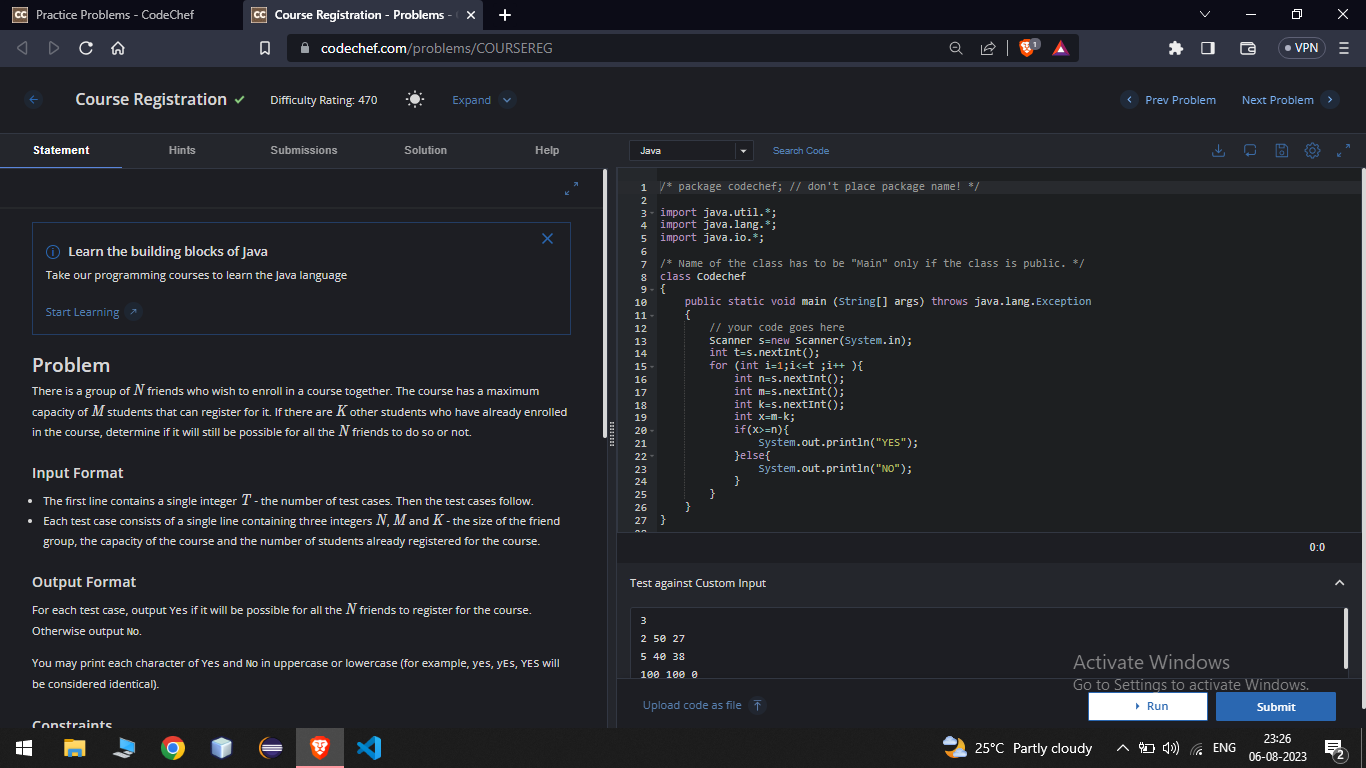 Practice Problems - CodeChef
Course Registration - Problems -
codechef.com/problems/COURSEREG
1
VPN
Course Registration
Difficulty Rating: 470
Expand
Prev Problem
Next Problem
Statement
Hints
Submissions
Solution
Help
Learn the building blocks of Java
Take our programming courses to learn the Java language
Start Learning
Problem
There is a group of N friends who wish to enroll in a course together. The course has a maximum
capacity of M students that can register for it. If there are K other students who have already enrolled
in the course, determine if it will still be possible for all the N friends to do so or not.
Input Format
The first line contains a single integer T - the number of test cases. Then the test cases follow.
Each test case consists of a single line containing three integers N, M and K - the size of the friend
group, the capacity of the course and the number of students already registered for the course.
Output Format
For each test case, output Yes if it will be possible for all the N friends to register for the course.
Otherwise output No.
You may print each character of Yes and No in uppercase or lowercase (for example, yes, yEs, YES will
be considered identical).
Constraints
Java
Search Code
1 /* package codechef; // don't place package name! */
2
3 import java.util.*;
4 import java.lang.*;
5 import java.io.*;
6
7 /* Name of the class has to be "Main" only if the class is public. */
8 class Codechef
9 {
10 public static void main (String[] args) throws java.lang.Exception
11 {
12 // your code goes here
13 Scanner s=new Scanner(System.in);
14 int t=s.nextInt();
15 for (int i=1;i<=t ;i++ ){
16 int n=s.nextInt();
17 int m=s.nextInt();
18 int k=s.nextInt();
19 int x=m-k;
20 if(x>=n){
21 System.out.println("YES");
22 }else{
23 System.out.println("NO");
24 }
25 }
26 }
27 }
0:0
Test against Custom Input
3
2 50 27
5 40 38
100 100 0
Activate Windows
Go to Settings to activate Windows.
Upload code as file
Run
Submit
25°C Partly cloudy
ENG
23:26
06-08-2023
2